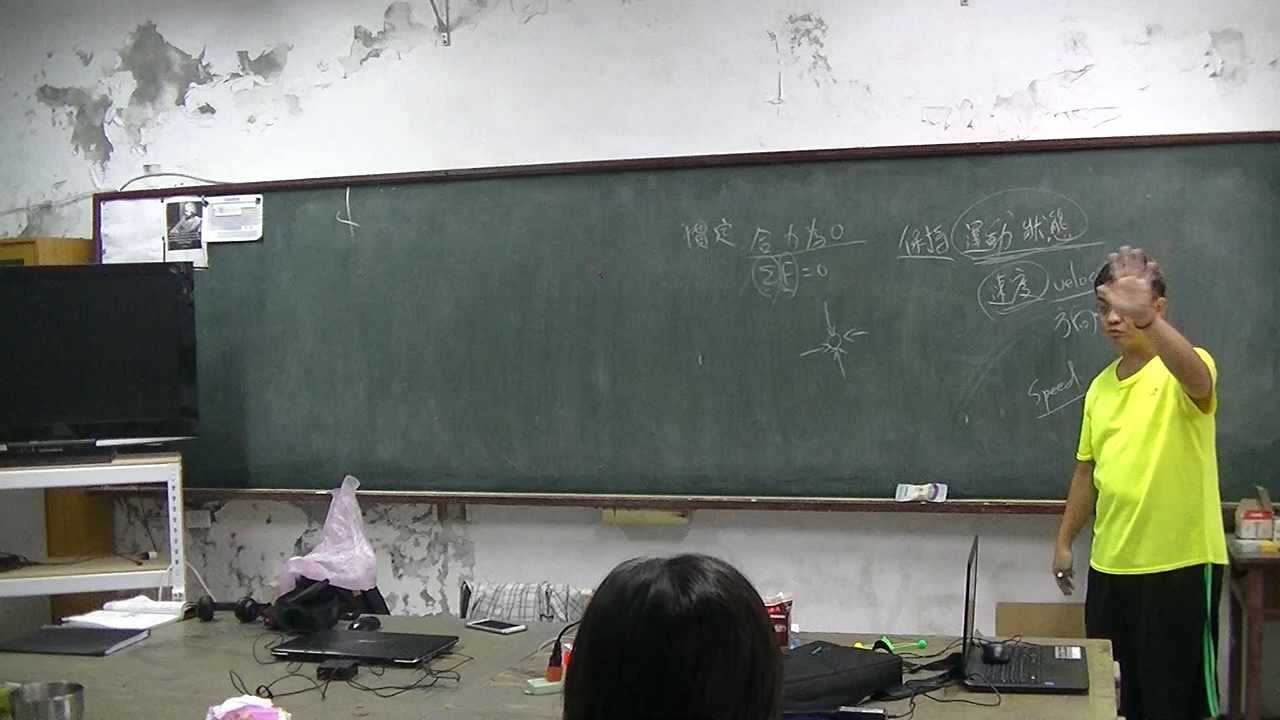 固定 合力為0 保持 運動狀態
ΣF=0
速度 veloc
方向
Speed